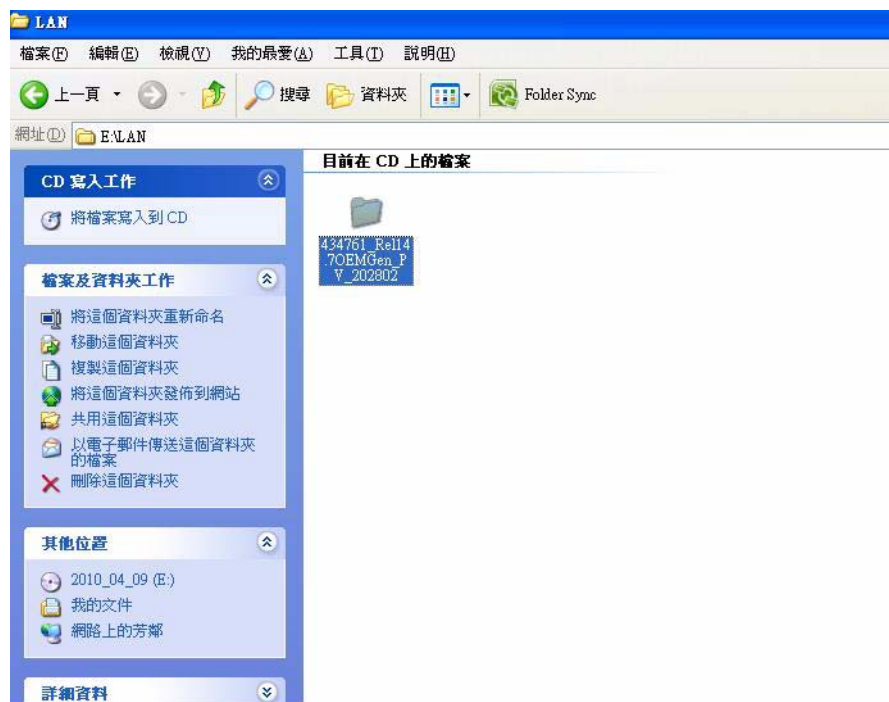 LAN
檔案(F) 編輯(E) 檢視(V) 我的最愛(A) 工具(T) 說明(H)
上一頁 搜尋 資料夾 Folder Sync
網址(D) E:\LAN
目前在 CD 上的檔案
CD 寫入工作
將檔案寫入到 CD
434761_Rel14
.7OEMGen_P
V_202802
檔案及資料夾工作
將這個資料夾重新命名
移動這個資料夾
複製這個資料夾
將這個資料夾發佈到網站
共用這個資料夾
以電子郵件傳送這個資料夾
的檔案
刪除這個資料夾
其他位置
2010_04_09 (E:)
我的文件
網路上的芳鄰
詳細資料